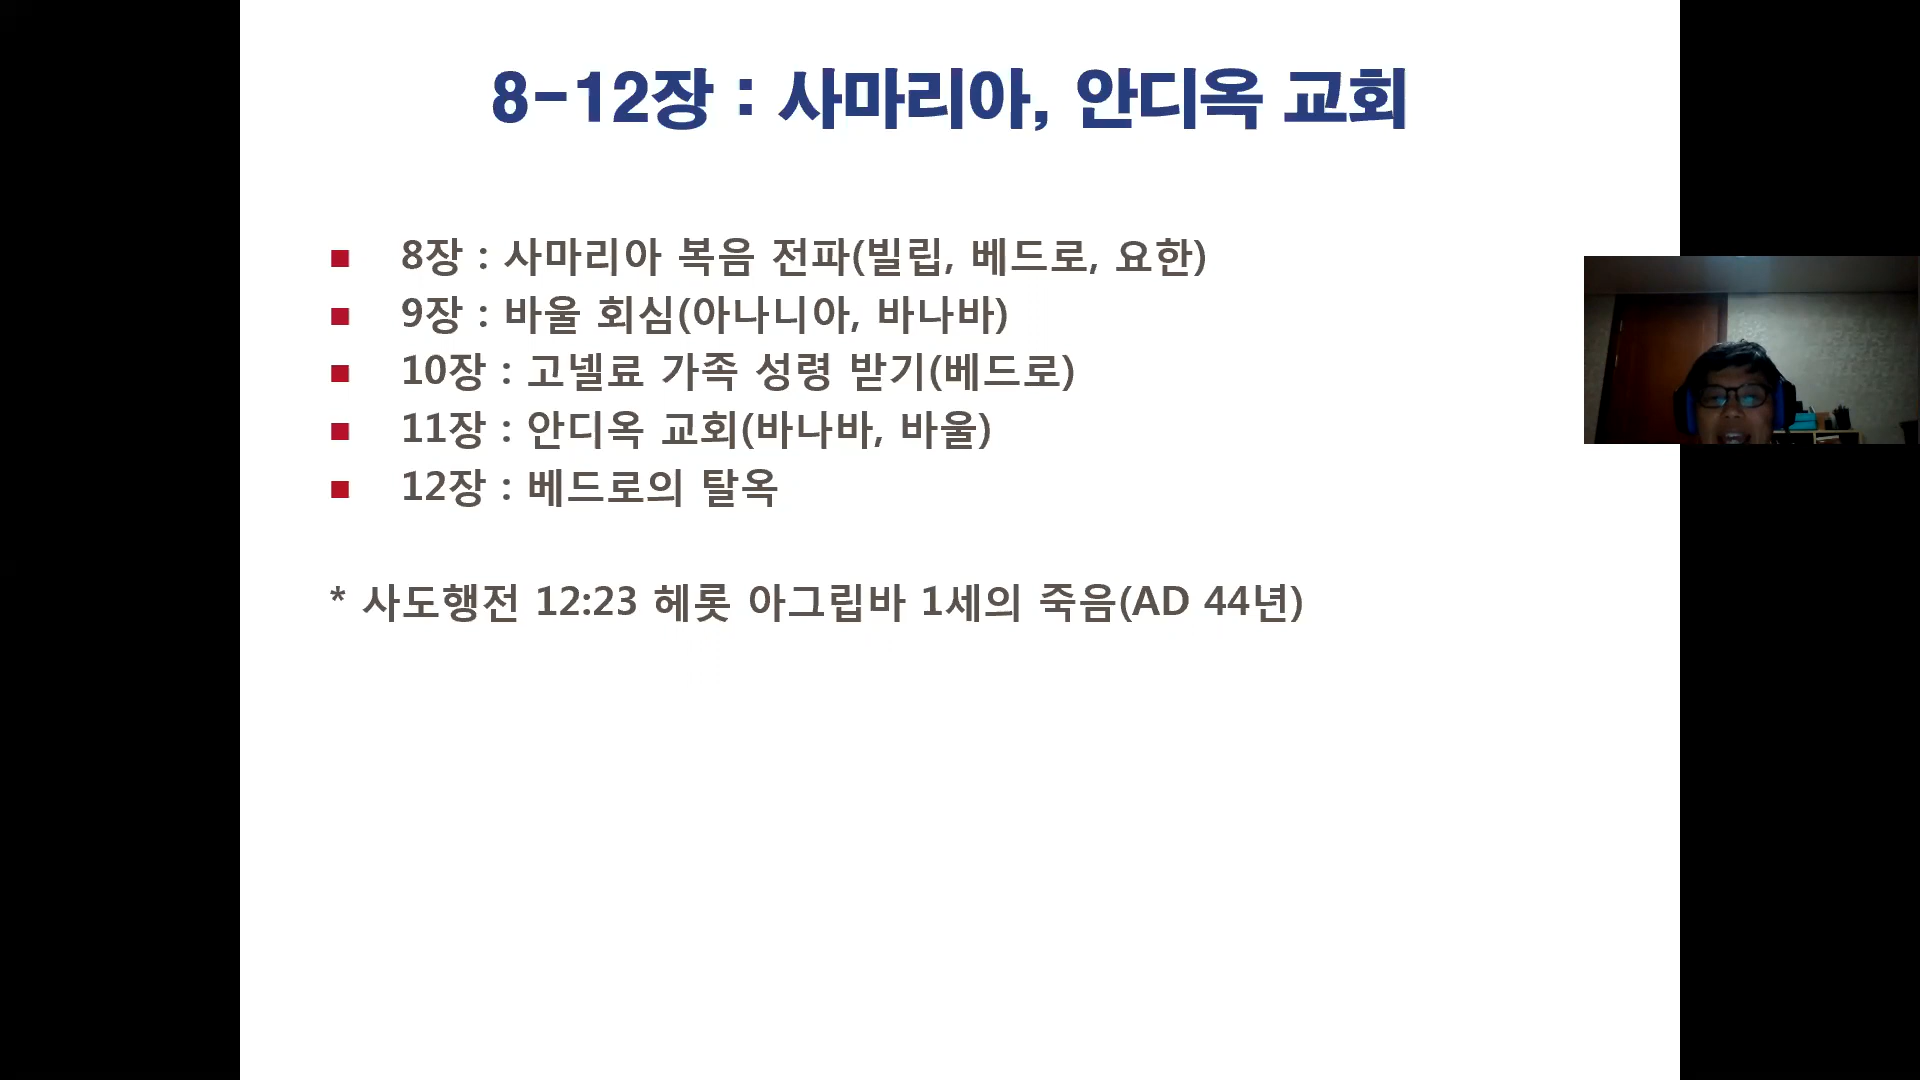 8-12장 : 사마리아, 안디옥 교회
■ 8장 : 사마리아 복음 전파(빌립, 베드로, 요한)
■ 9장 : 바울 회심(아나니아, 바나바)
■ 10장 : 고넬료 가족 성령 받기(베드로)
■ 11장 : 안디옥 교회(바나바, 바울)
■ 12장 : 베드로의 탈옥
* 사도행전 12:23 헤롯 아그립바 1세의 죽음(AD 44년)